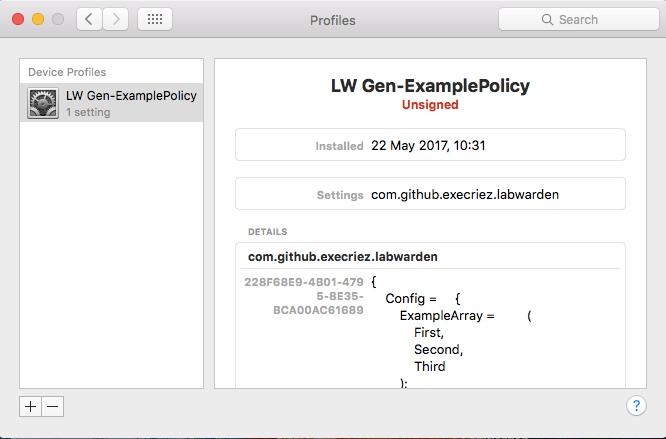 Profiles
Search
Device Profiles
LW Gen-ExamplePolicy
1 setting
LW Gen-ExamplePolicy
Unsigned
Installed 22 May 2017, 10:31
Settings com.github.execriez.labwarden
DETAILS
com.github.execriez.labwarden
228F68E9-4B01-479 {
5-8E35- Config = {
BCA00AC61689 ExampleArray = (
First,
Second,
Third
);
+ −
?